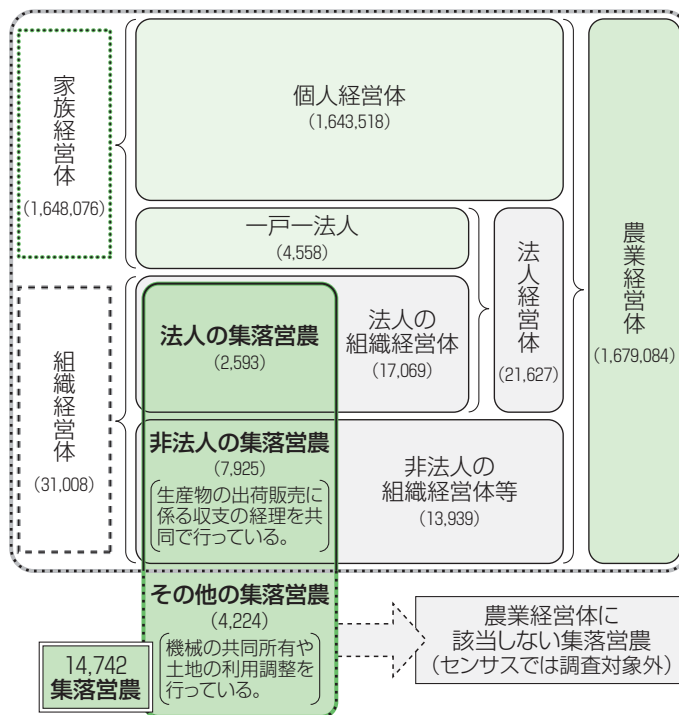 家族経営体
（1,648,076）
個人経営体
（1,643,518）
一戸一法人
（4,558）
組織経営体
（31,008）
法人の集落営農
（2,593）
法人の
組織経営体
（17,069）
法人経営体
（21,627）
農業経営体
（1,679,084）
非法人の集落営農
（7,925）
生産物の出荷販売に
係る収支の経理を共
同で行っている。
非法人の
組織経営体等
（13,939）
その他の集落営農
（4,224）
機械の共同所有や
土地の利用調整を
行っている。
農業経営体に
該当しない集落営農
（センサスでは調査対象外）
14,742
集落営農